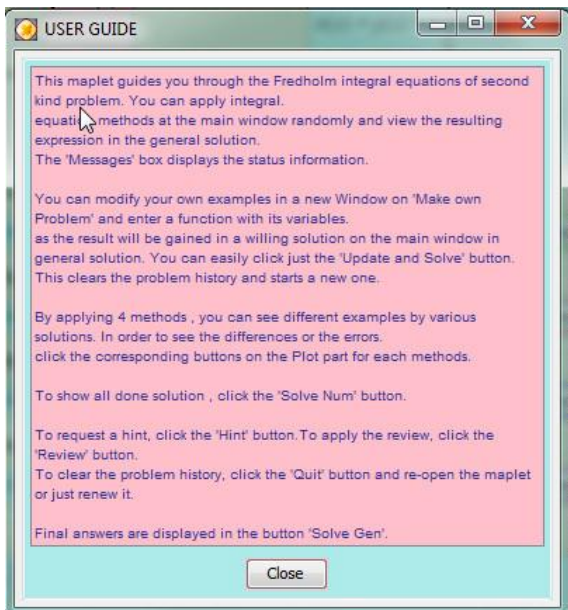 USER GUIDE
This maplet guides you through the Fredholm integral equations of second
kind problem. You can apply integral.
equation methods at the main window randomly and view the resulting
expression in the general solution.
The 'Messages' box displays the status information.
You can modify your own examples in a new Window on 'Make own
Problem' and enter a function with its variables.
as the result will be gained in a willing solution on the main window in
general solution. You can easily click just the 'Update and Solve' button.
This clears the problem history and starts a new one.
By applying 4 methods , you can see different examples by various
solutions. In order to see the differences or the errors.
click the corresponding buttons on the Plot part for each methods.
To show all done solution , click the 'Solve Num' button.
To request a hint, click the 'Hint' button.To apply the review, click the
'Review' button.
To clear the problem history, click the 'Quit' button and re-open the maplet
or just renew it.
Final answers are displayed in the button 'Solve Gen'.
Close